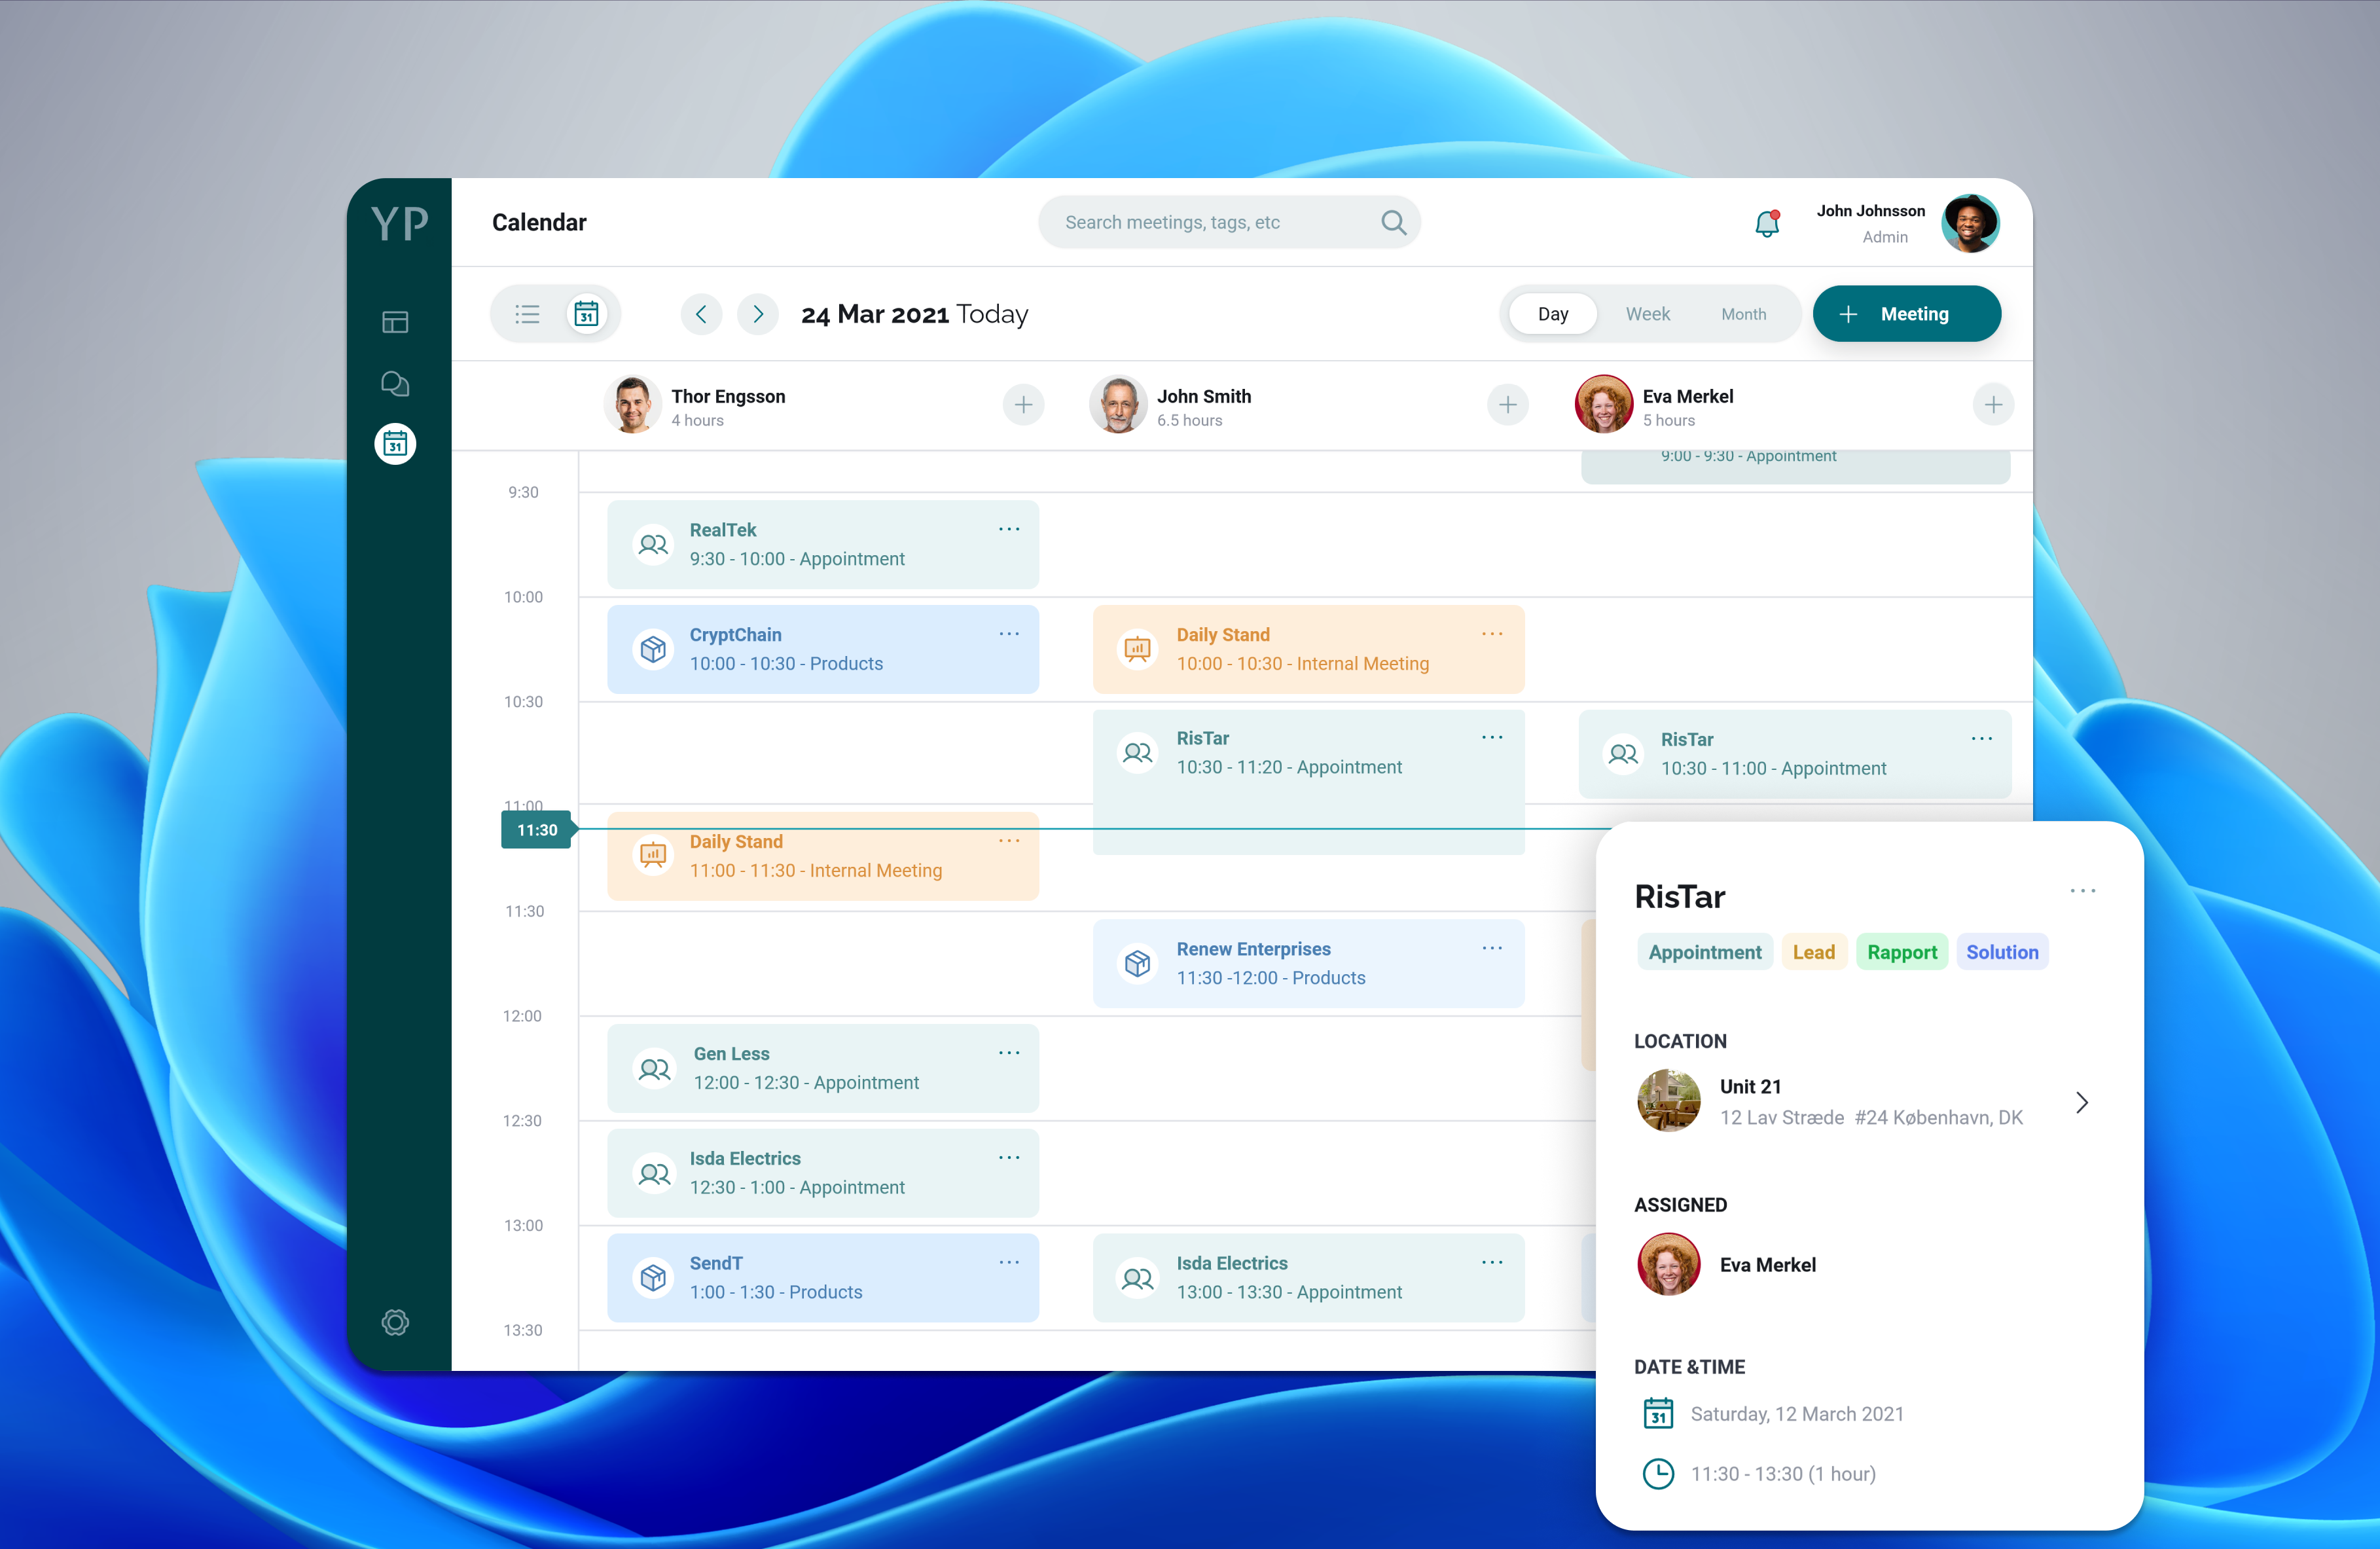 YP
Calendar
Search meetings, tags, etc
John Johnsson
Admin
31
24 Mar 2021 Today
Day
Week
Month
+ Meeting
Thor Engsson
4 hours
John Smith
6.5 hours
Eva Merkel
5 hours
31
9:00 - 9:30 - Appointment
9:30
RealTek
9:30 - 10:00 - Appointment
10:00
CryptChain
10:00 - 10:30 - Products
Daily Stand
10:00 - 10:30 - Internal Meeting
10:30
RisTar
10:30 - 11:20 - Appointment
RisTar
10:30 - 11:00 - Appointment
11:00
11:30
Daily Stand
11:00 - 11:30 - Internal Meeting
11:30
Renew Enterprises
11:30 -12:00 - Products
12:00
Gen Less
12:00 - 12:30 - Appointment
12:30
Isda Electrics
12:30 - 1:00 - Appointment
13:00
SendT
1:00 - 1:30 - Products
Isda Electrics
13:00 - 13:30 - Appointment
13:30
RisTar
Appointment
Lead
Rapport
Solution
LOCATION
Unit 21
12 Lav Stræde  #24 København, DK
ASSIGNED
Eva Merkel
DATE &TIME
31
Saturday, 12 March 2021
11:30 - 13:30 (1 hour)